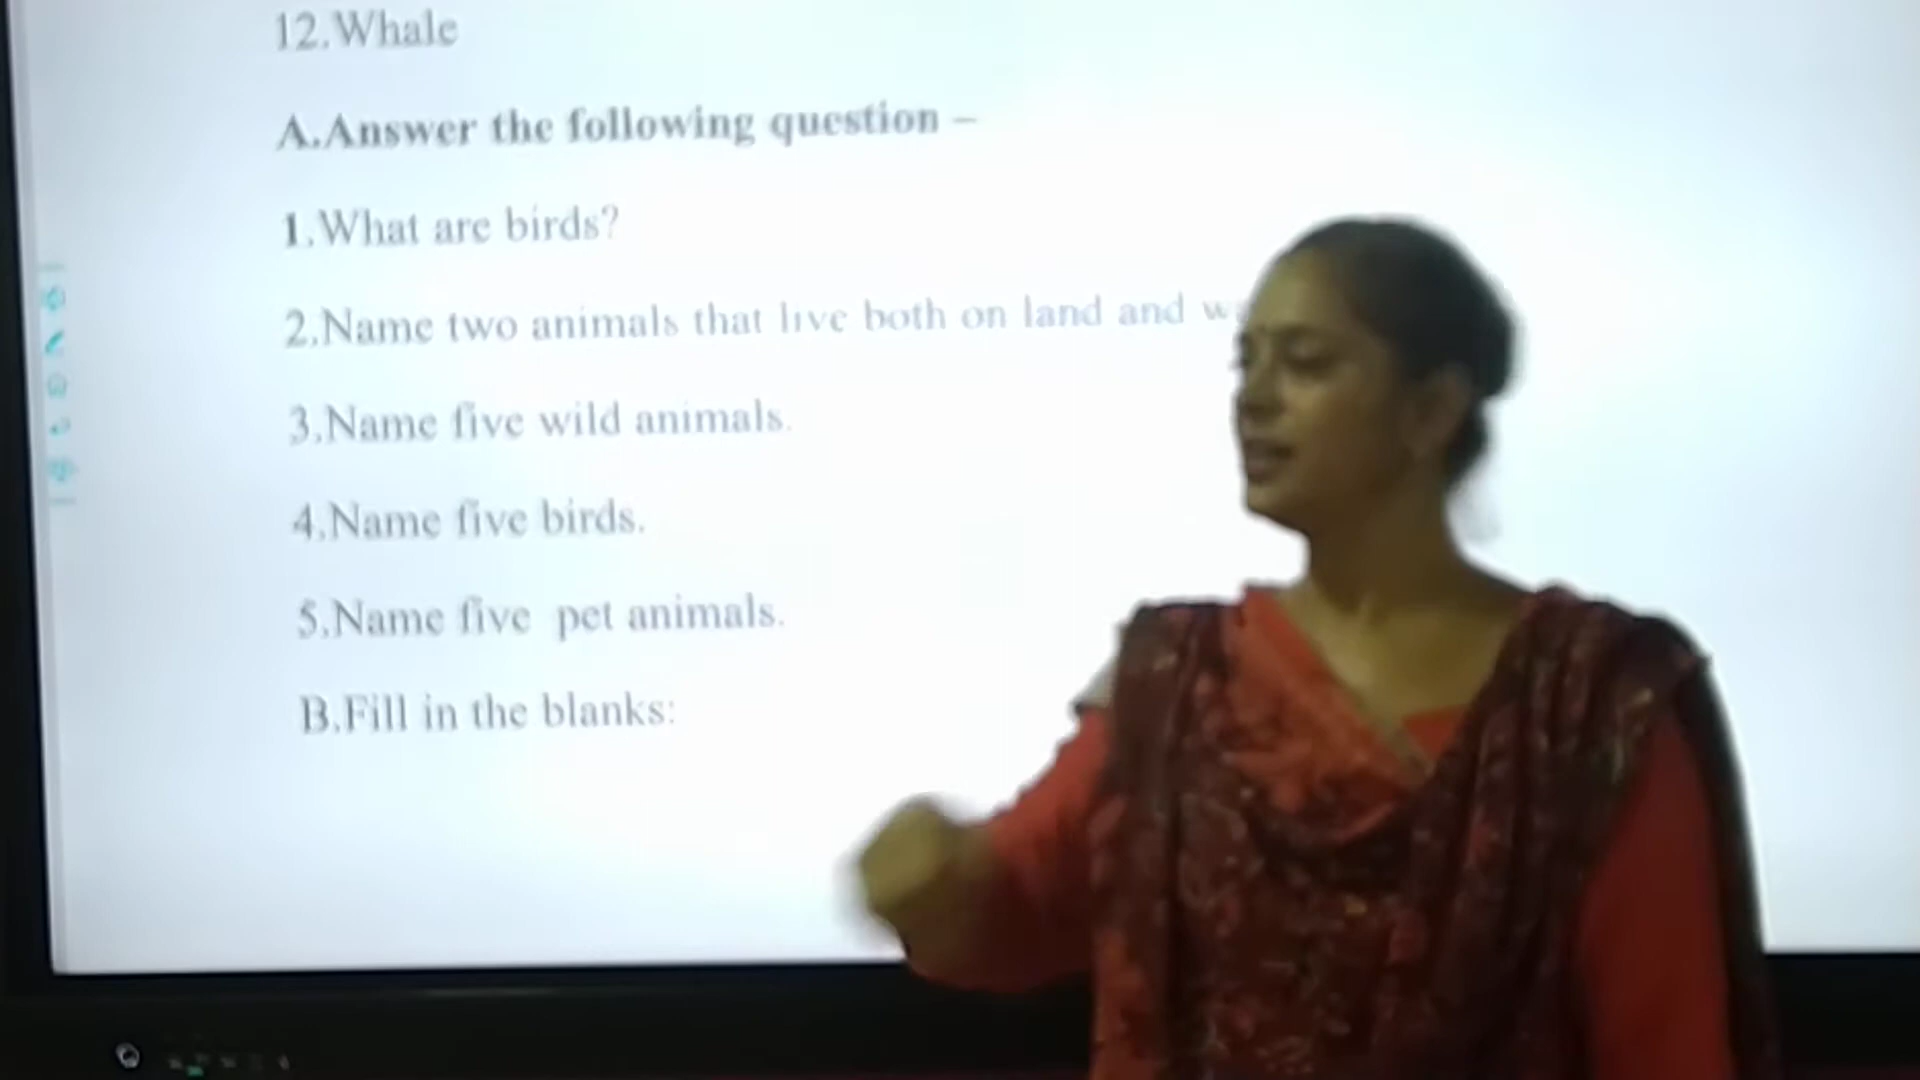 12.Whale
A.Answer the following question –
1.What are birds?
2.Name two animals that live both on land and
3.Name five wild animals.
4.Name five birds.
5.Name five pet animals.
B.Fill in the blanks: